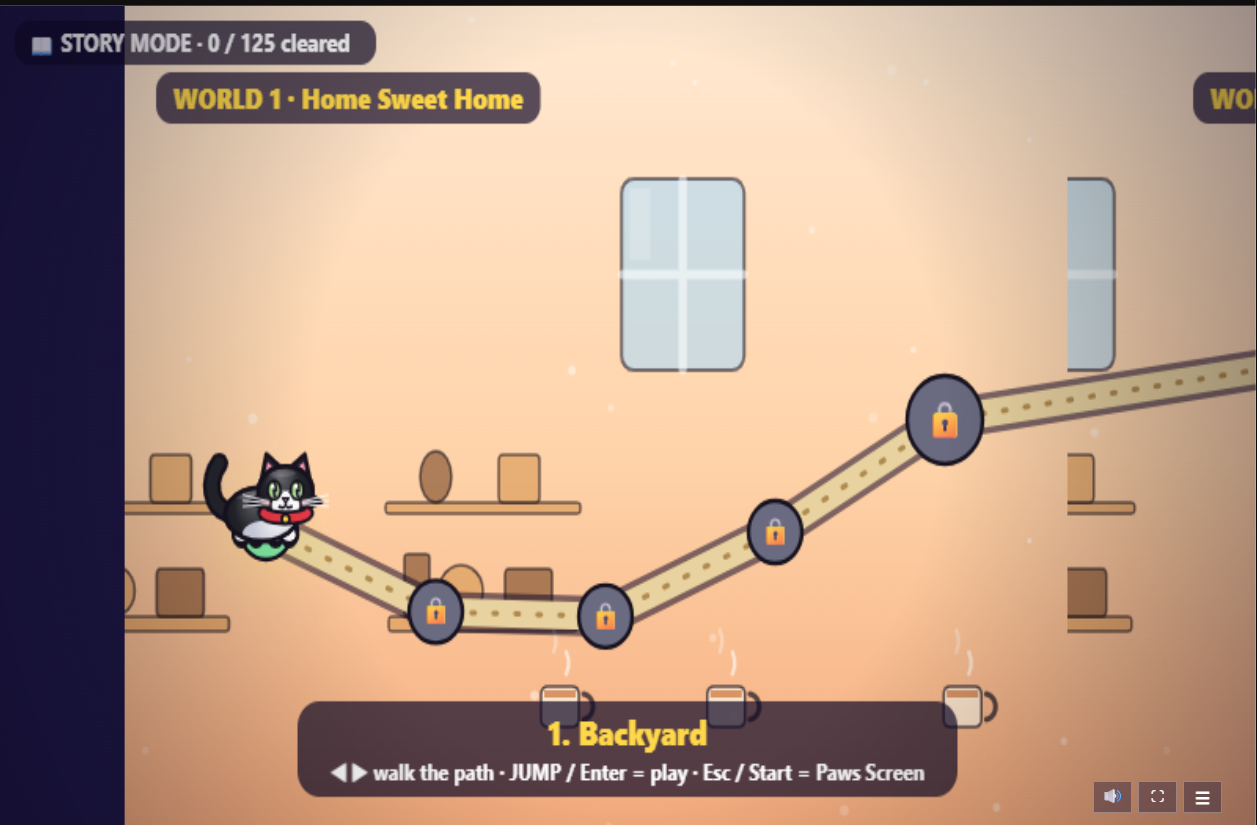 STORY MODE · 0 / 125 cleared
WORLD 1 · Home Sweet Home
WO
1. Backyard
◀▶ walk the path · JUMP / Enter = play · Esc / Start = Paws Screen